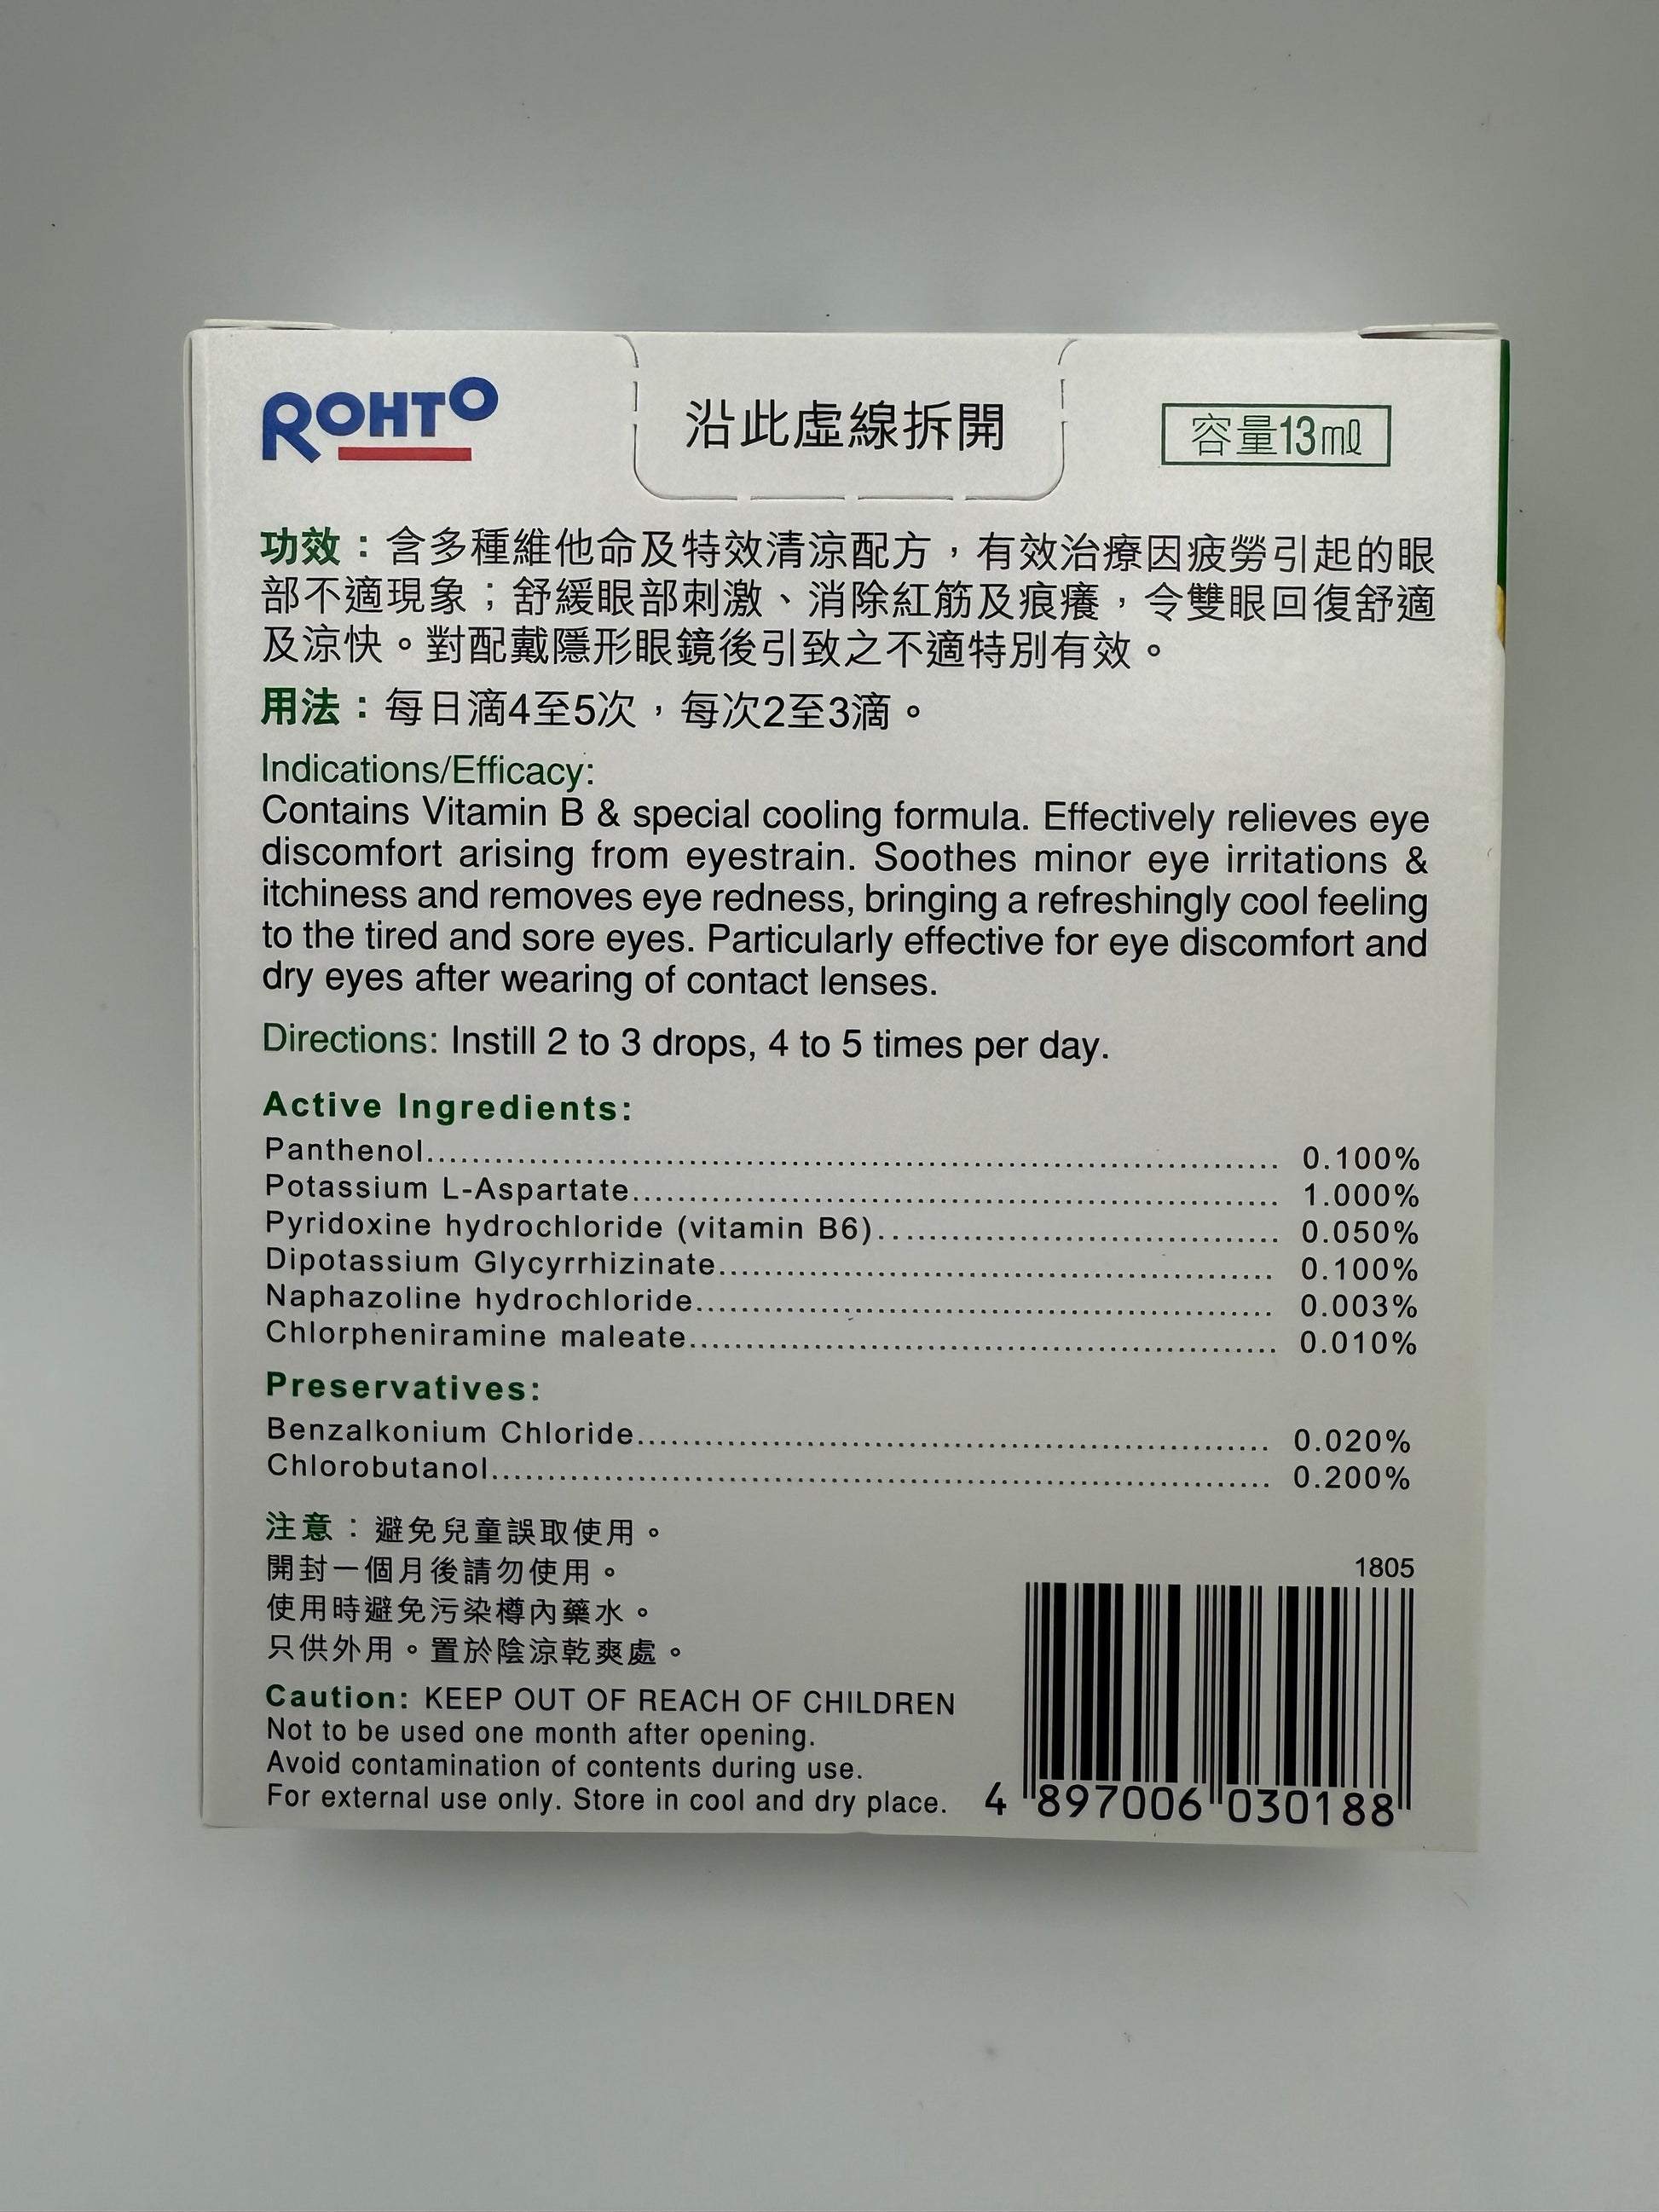 ROHTO
沿此虛線拆開
容量13ml
功效：含多種維他命及特效清涼配方，有效治療因疲勞引起的眼
部不適現象；舒緩眼部刺激、消除紅筋及痕癢，令雙眼回復舒適
及涼快。對配戴隱形眼鏡後引致之不適特別有效。
用法：每日滴4至5次，每次2至3滴。
Indications/Efficacy:
Contains Vitamin B & special cooling formula. Effectively relieves eye
discomfort arising from eyestrain. Soothes minor eye irritations &
itchiness and removes eye redness, bringing a refreshingly cool feeling
to the tired and sore eyes. Particularly effective for eye discomfort and
dry eyes after wearing of contact lenses.
Directions: Instill 2 to 3 drops, 4 to 5 times per day.
Active Ingredients:
Panthenol........................................ 0.100%
Potassium L-Aspartate........................................ 1.000%
Pyridoxine hydrochloride (vitamin B6)........................................ 0.050%
Dipotassium Glycyrrhizinate........................................ 0.100%
Naphazoline hydrochloride........................................ 0.003%
Chlorpheniramine maleate........................................ 0.010%
Preservatives:
Benzalkonium Chloride........................................ 0.020%
Chlorobutanol........................................ 0.200%
注意：避免兒童誤取使用。
開封一個月後請勿使用。
使用時避免污染樽內藥水。
只供外用。置於陰涼乾爽處。
Caution: KEEP OUT OF REACH OF CHILDREN
Not to be used one month after opening.
Avoid contamination of contents during use.
For external use only. Store in cool and dry place.
1805
4 897006 030188